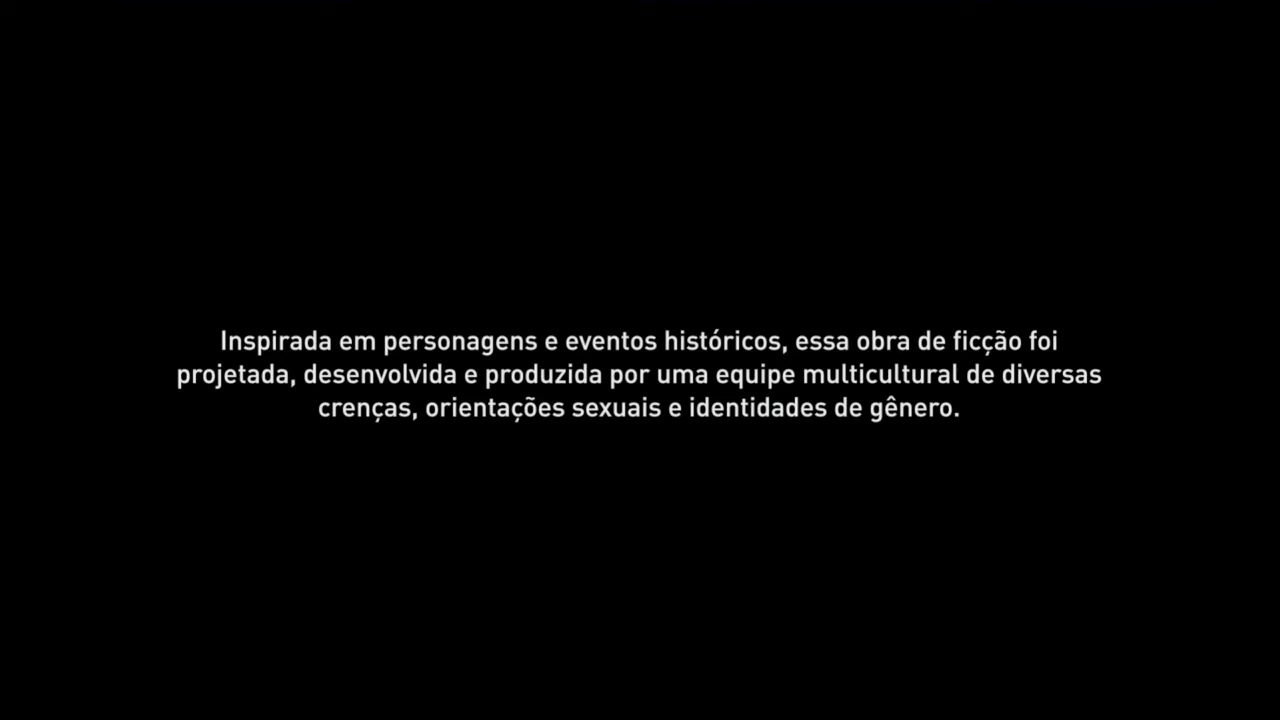 Inspirada em personagens e eventos históricos, essa obra de ficção foi
projetada, desenvolvida e produzida por uma equipe multicultural de diversas
crenças, orientações sexuais e identidades de gênero.